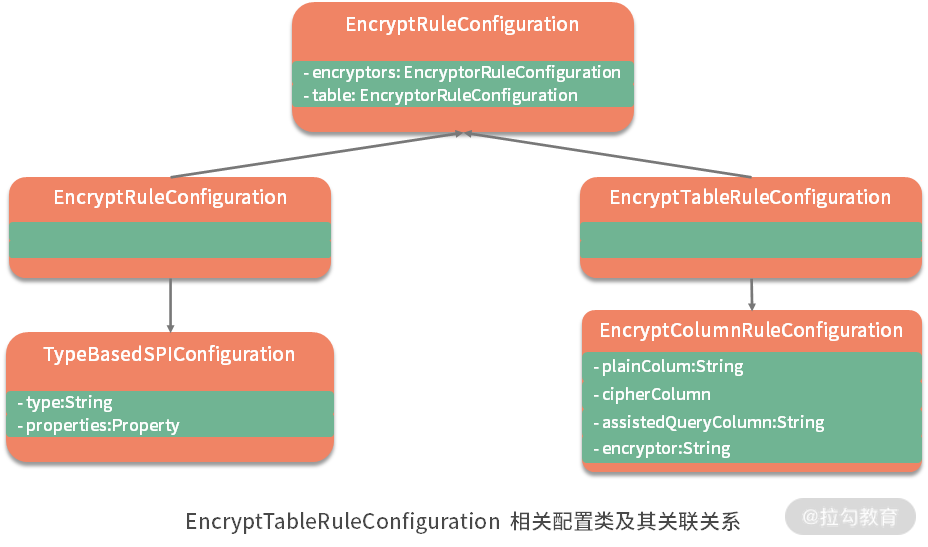 EncryptRuleConfiguration
- encryptors: EncryptorRuleConfiguration
- table: EncryptorRuleConfiguration
EncryptRuleConfiguration
EncryptTableRuleConfiguration
TypeBasedSPIConfiguration
- type:String
- properties:Property
EncryptColumnRuleConfiguration
- plainColum:String
- cipherColumn
- assistedQueryColumn:String
- encryptor:String
EncryptTableRuleConfiguration 相关配置类及其关联关系
@拉勾教育